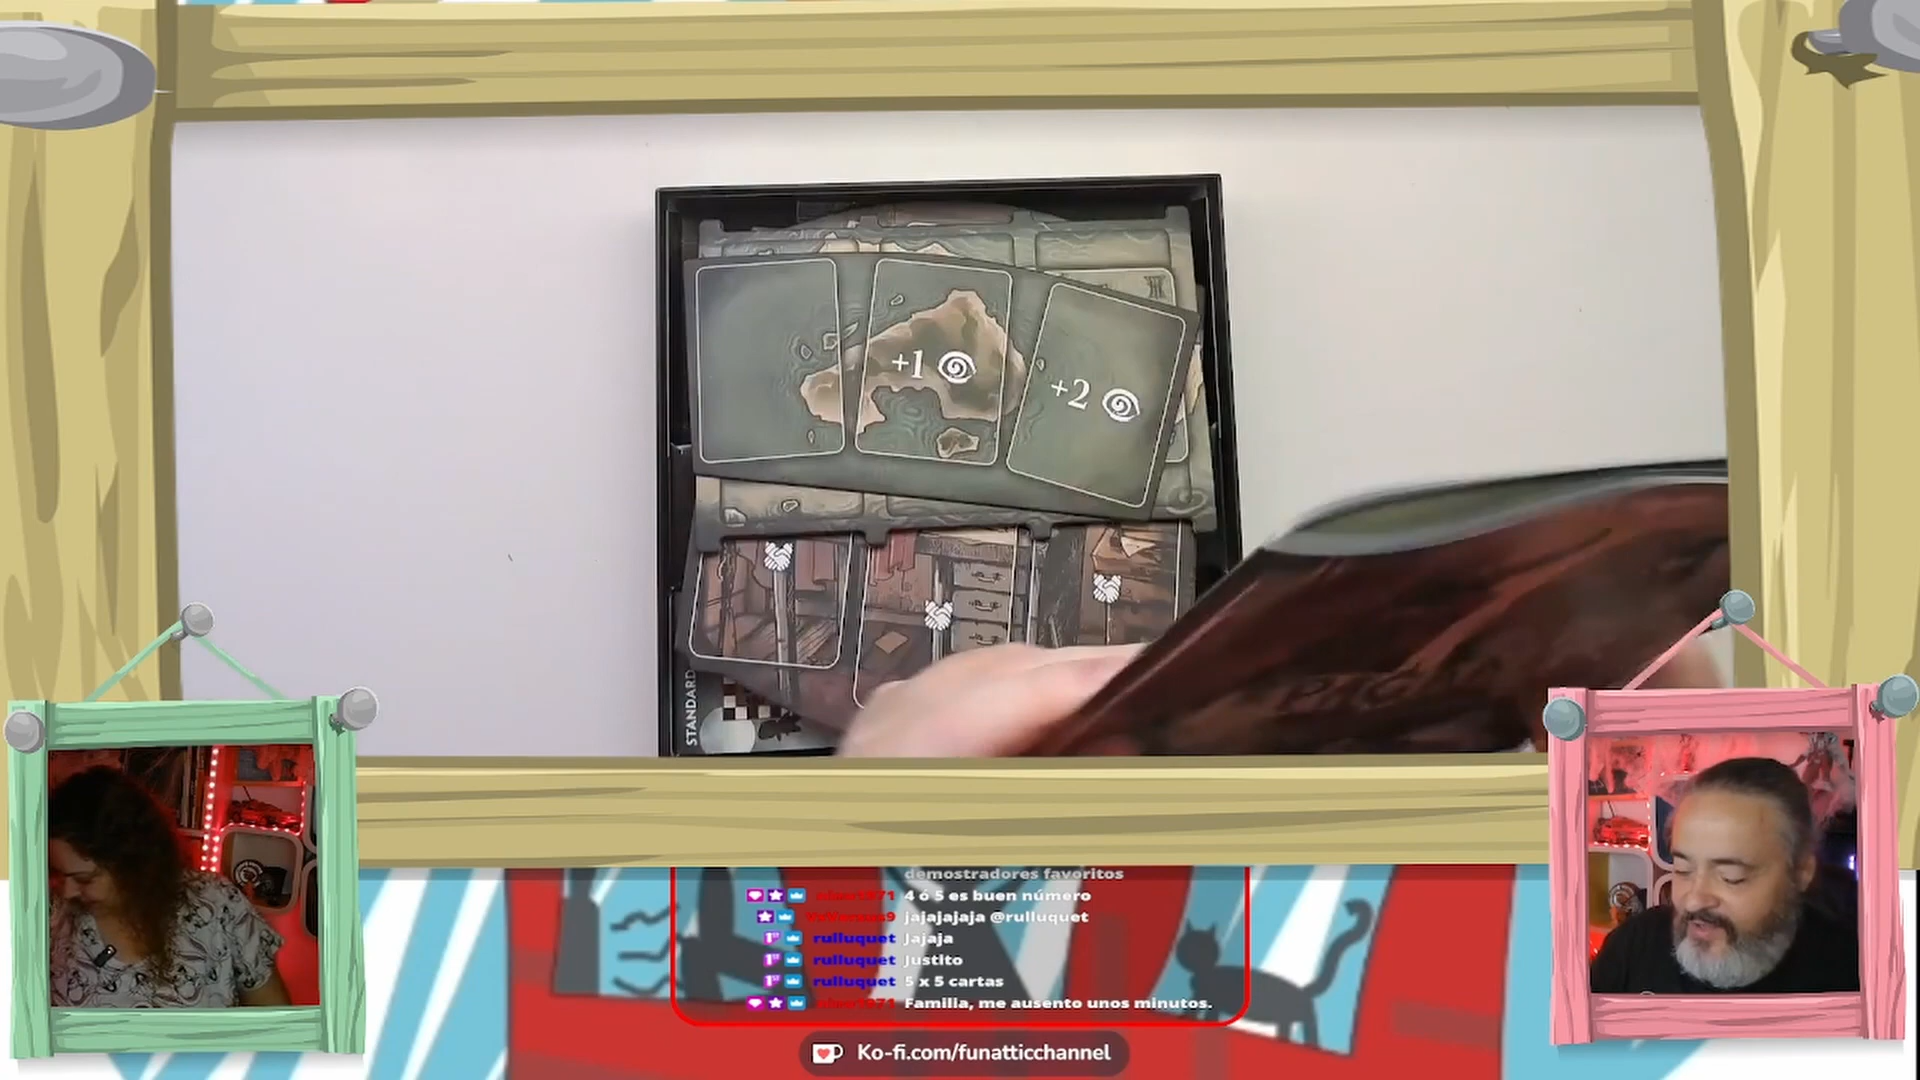 +1
+2
STANDARD
demostradores favoritos
4 ó 5 es buen número
jajajajaja @rulluquet
rulluquet Jajaja
rulluquet Justito
rulluquet 5 x 5 cartas
Familia, me ausento unos minutos.
Ko-fi.com/funatticchannel